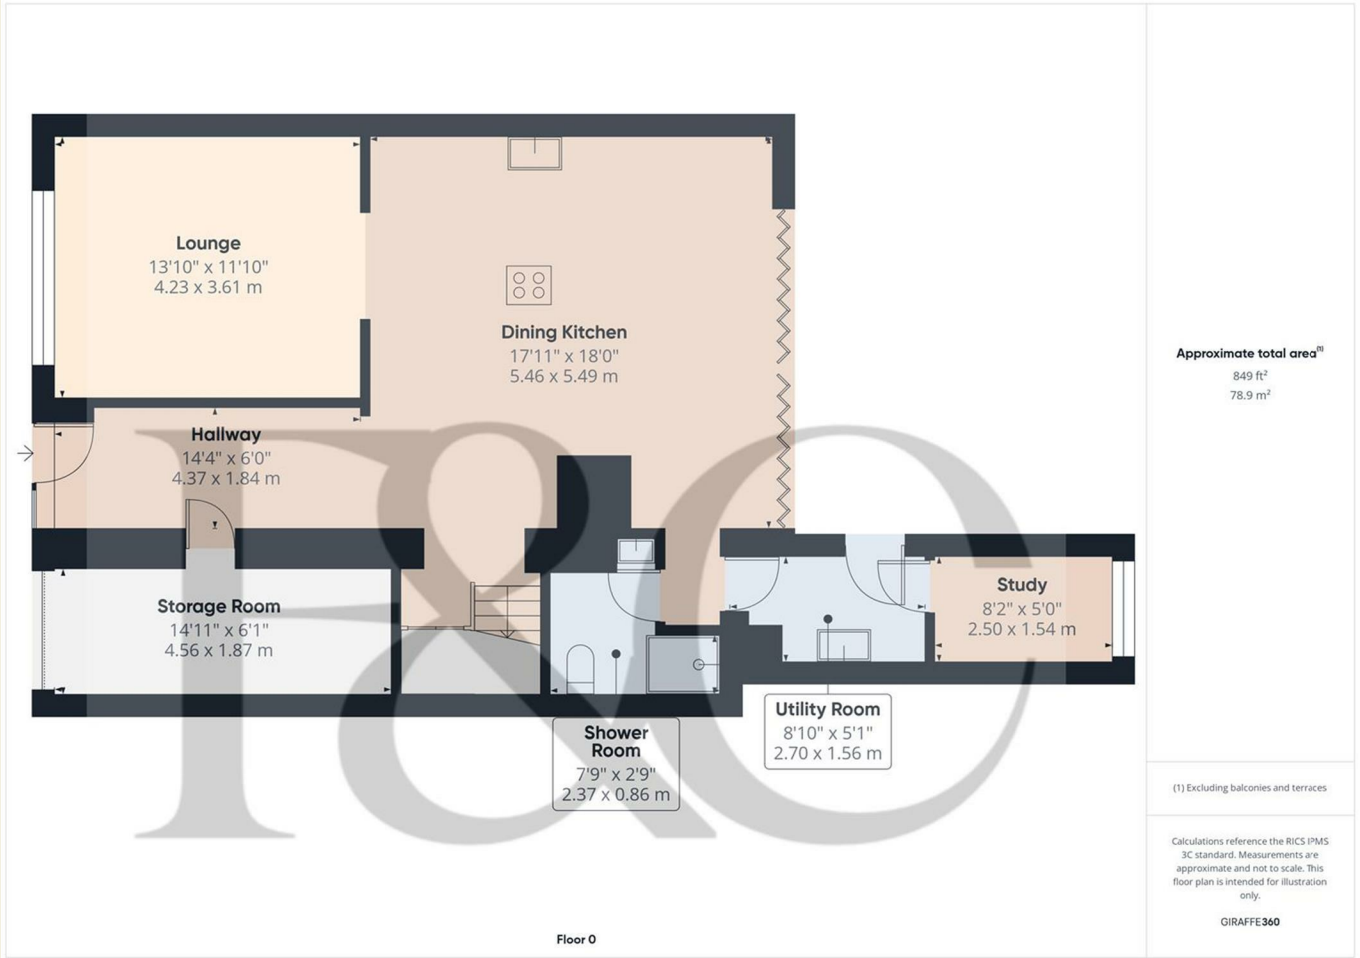 Lounge
13'10" x 11'10"
4.23 x 3.61 m
Dining Kitchen
17'11" x 18'0"
5.46 x 5.49 m
Hallway
14'4" x 6'0"
4.37 x 1.84 m
Storage Room
14'11" x 6'1"
4.56 x 1.87 m
Study
8'2" x 5'0"
2.50 x 1.54 m
Utility Room
8'10" x 5'1"
2.70 x 1.56 m
Shower
Room
7'9" x 2'9"
2.37 x 0.86 m
F&C
Floor 0
Approximate total area(1)
849 ft²
78.9 m²
(1) Excluding balconies and terraces
Calculations reference the RICS IPMS
3C standard. Measurements are
approximate and not to scale. This
floor plan is intended for illustration
only.
GIRAFFE360